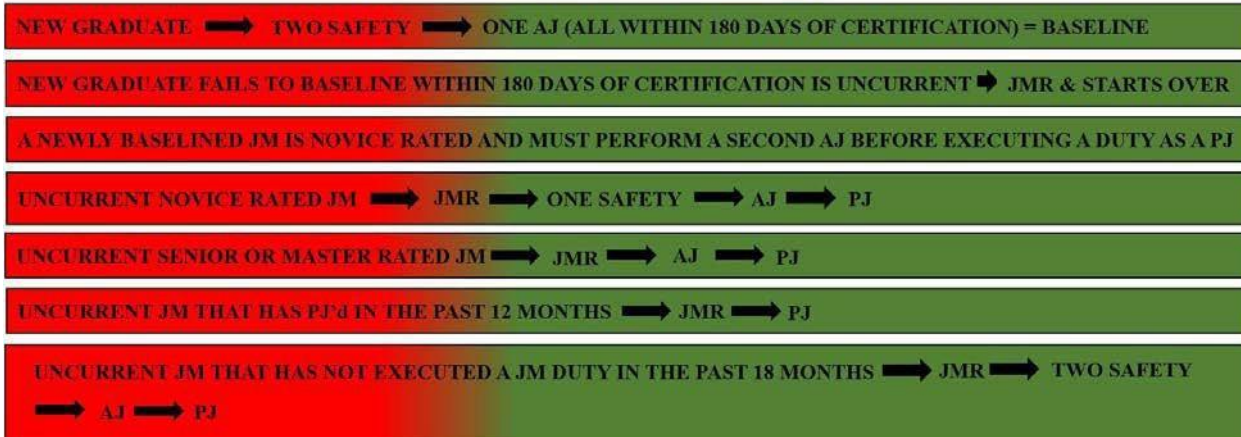 NEW GRADUATE TWO SAFETY ONE AJ (ALL WITHIN 180 DAYS OF CERTIFICATION) = BASELINE
NEW GRADUATE FAILS TO BASELINE WITHIN 180 DAYS OF CERTIFICATION IS UNCURRENT JMR & STARTS OVER
A NEWLY BASELINED JM IS NOVICE RATED AND MUST PERFORM A SECOND AJ BEFORE EXECUTING A DUTY AS A PJ
UNCURRENT NOVICE RATED JM JMR ONE SAFETY AJ PJ
UNCURRENT SENIOR OR MASTER RATED JM JMR AJ PJ
UNCURRENT JM THAT HAS PJ'd IN THE PAST 12 MONTHS JMR PJ
UNCURRENT JM THAT HAS NOT EXECUTED A JM DUTY IN THE PAST 18 MONTHS JMR TWO SAFETY
AJ PJ